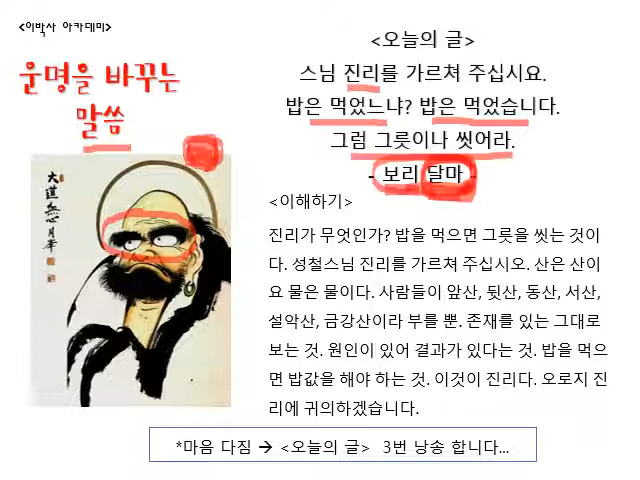 <이박사 아카데미>
운명을 바꾸는
말씀
<오늘의 글>
스님 진리를 가르쳐 주십시요.
밥은 먹었느냐? 밥은 먹었습니다.
그럼 그릇이나 씻어라.
- 보리 달마 -
<이해하기>
진리가 무엇인가? 밥을 먹으면 그릇을 씻는 것이
다. 성철스님 진리를 가르쳐 주십시오. 산은 산이
요 물은 물이다. 사람들이 앞산, 뒷산, 동산, 서산,
설악산, 금강산이라 부를 뿐. 존재를 있는 그대로
보는 것. 원인이 있어 결과가 있다는 것. 밥을 먹으
면 밥값을 해야 하는 것. 이것이 진리다. 오로지 진
리에 귀의하겠습니다.
大道無
*마음 다짐 → <오늘의 글> 3번 낭송 합니다...